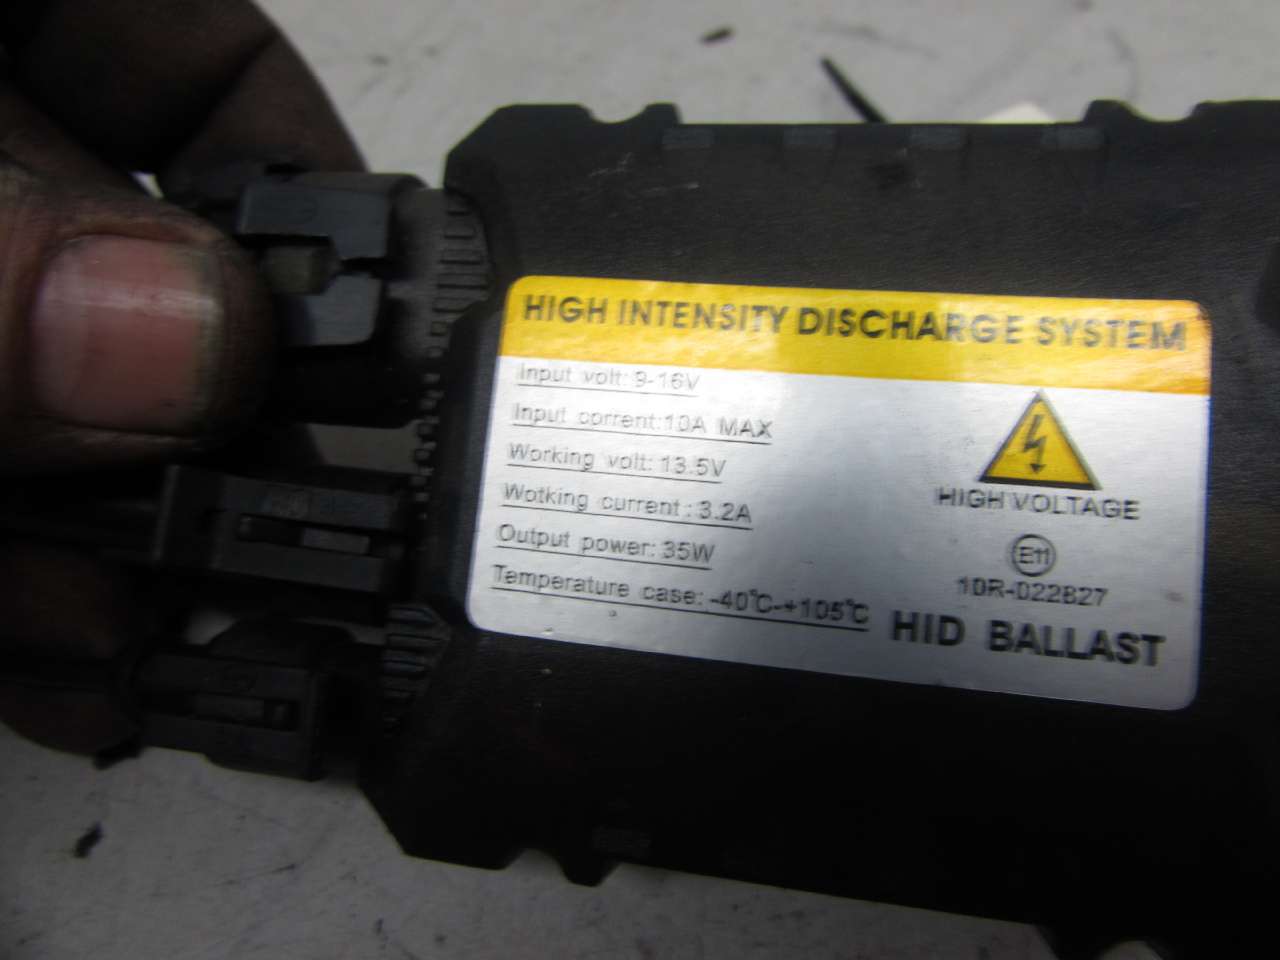 HIGH INTENSITY DISCHARGE SYSTEM
Input volt: 9-16V
Input corrent:10A MAX
Working volt: 13.5V
Wotking current: 3.2A
Output power: 35W
Temperature case: -40℃-+105℃
HIGH VOLTAGE
E11
10R-022827
HID BALLAST